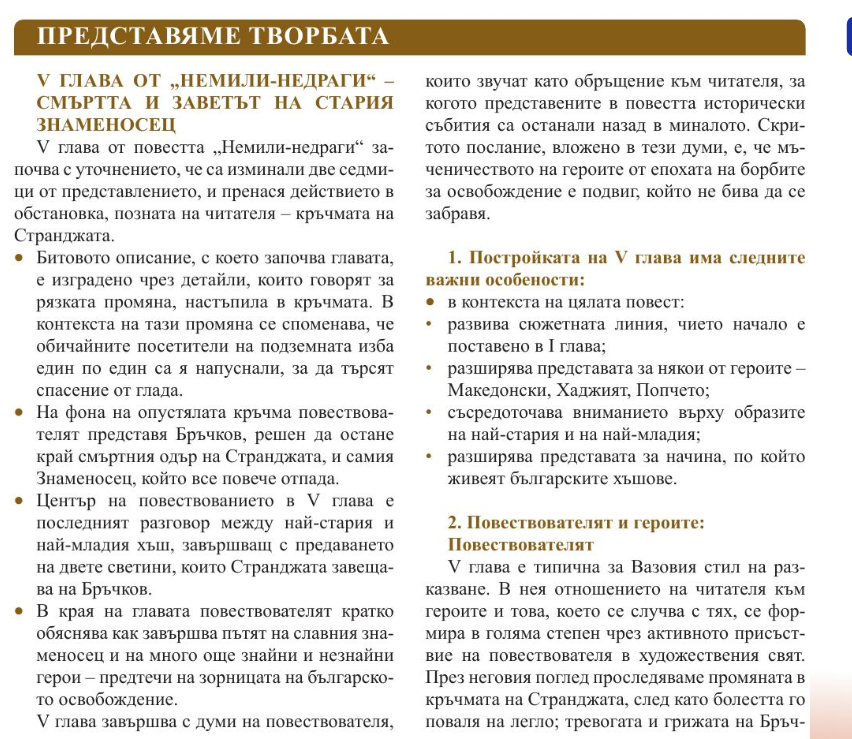 ПРЕДСТАВЯМЕ ТВОРБАТА
V ГЛАВА ОТ „НЕМИЛИ-НЕДРАГИ“ –
СМЪРТТА И ЗАВЕТЪТ НА СТАРИЯ
ЗНАМЕНОСЕЦ
V глава от повестта „Немили-недраги“ за-
почва с уточнението, че са изминали две седми-
ци от представлението, и пренася действието в
обстановка, позната на читателя – кръчмата на
Странджата.
• Битовото описание, с което започва главата,
е изградено чрез детайли, които говорят за
рязката промяна, настъпила в кръчмата. В
контекста на тази промяна се споменава, че
обичайните посетители на подземната изба
един по един са я напуснали, за да търсят
спасение от глада.
• На фона на опустялата кръчма повествова-
телят представя Бръчков, решен да остане
край смъртния одър на Странджата, и самия
Знаменосец, който все повече отпада.
• Център на повествованието в V глава е
последният разговор между най-стария и
най-младия хъш, завършващ с предаването
на двете светини, които Странджата завеща-
ва на Бръчков.
• В края на главата повествователят кратко
обяснява как завършва пътят на славния зна-
меносец и на много още знайни и незнайни
герои – предтечи на зорницата на българско-
то освобождение.
V глава завършва с думи на повествователя,
които звучат като обръщение към читателя, за
когото представените в повестта исторически
събития са останали назад в миналото. Скри-
тото послание, вложено в тези думи, е, че мъ-
ченичеството на героите от епохата на борбите
за освобождение е подвиг, който не бива да се
забравя.
1. Постройката на V глава има следните
важни особености:
• в контекста на цялата повест:
• развива сюжетната линия, чието начало е
поставено в I глава;
• разширява представата за някои от героите –
Македонски, Хаджият, Попчето;
• съсредоточава вниманието върху образите
на най-стария и на най-младия;
• разширява представата за начина, по който
живеят българските хъшове.
2. Повествователят и героите:
Повествователят
V глава е типична за Вазовия стил на раз-
казване. В нея отношението на читателя към
героите и това, което се случва с тях, се фор-
мира в голяма степен чрез активното присъст-
вие на повествователя в художествения свят.
През неговия поглед проследяваме промяната в
кръчмата на Странджата, след като болестта го
поваля на легло; тревогата и грижата на Бръч-